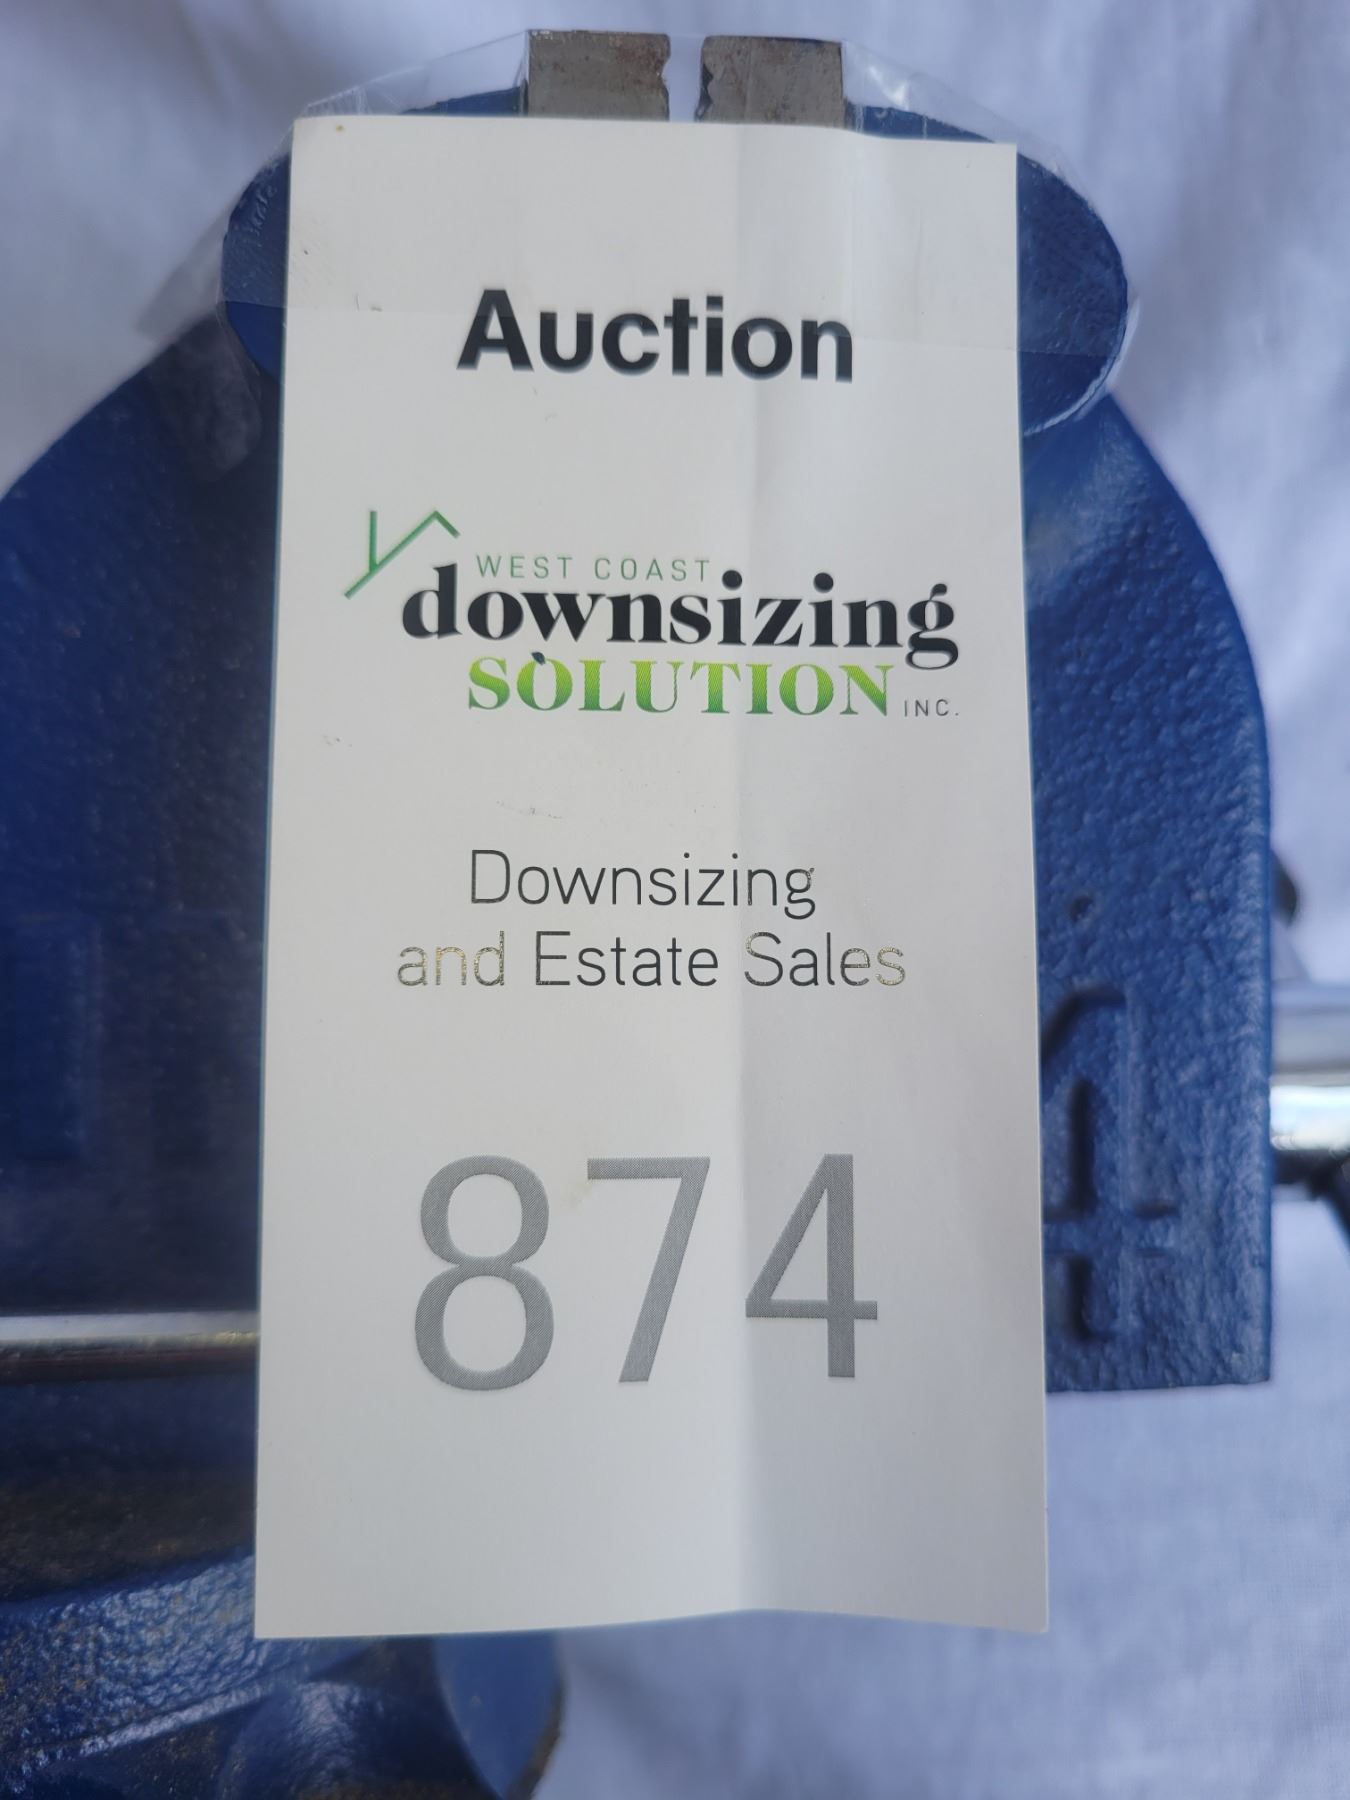 Auction
WEST COAST
downsizing
SOLUTION INC.
Downsizing
and Estate Sales
874